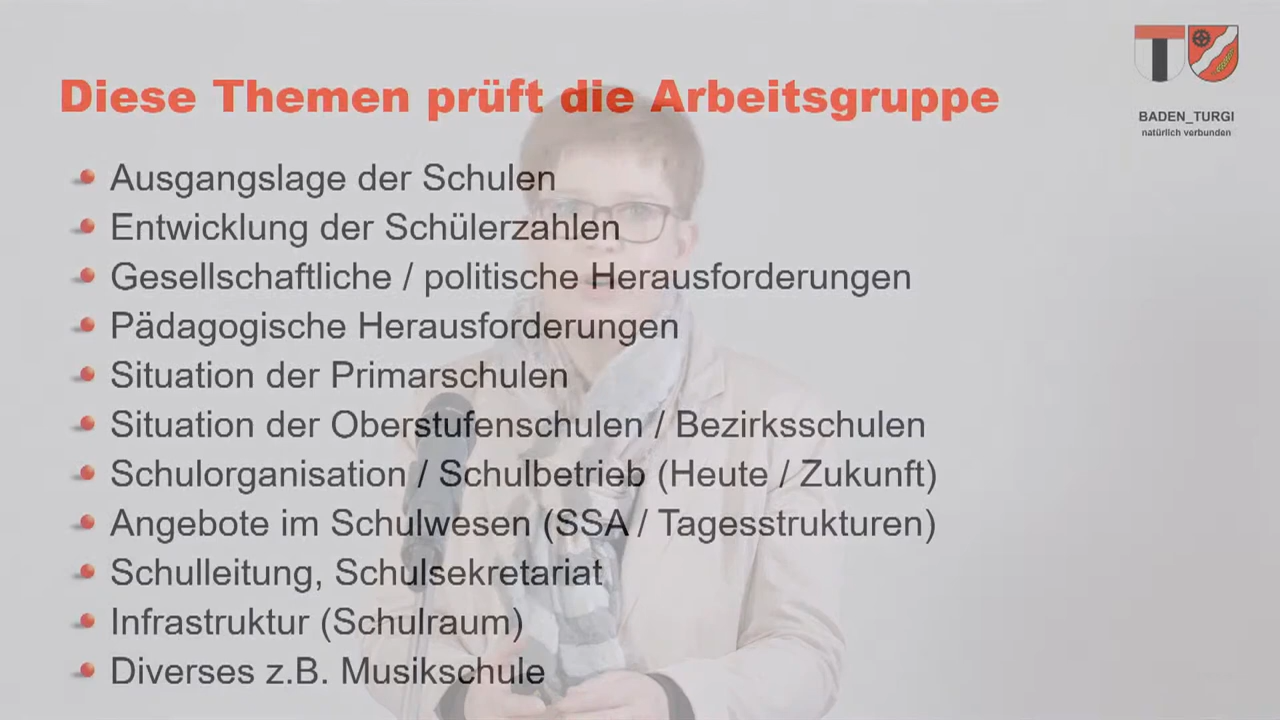 Diese Themen prüft die Arbeitsgruppe
BADEN_TURGI
natürlich verbunden
Ausgangslage der Schulen
Entwicklung der Schülerzahlen
Gesellschaftliche / politische Herausforderungen
Pädagogische Herausforderungen
Situation der Primarschulen
Situation der Oberstufenschulen / Bezirksschulen
Schulorganisation / Schulbetrieb (Heute / Zukunft)
Angebote im Schulwesen (SSA / Tagesstrukturen)
Schulleitung, Schulsekretariat
Infrastruktur (Schulraum)
Diverses z.B. Musikschule